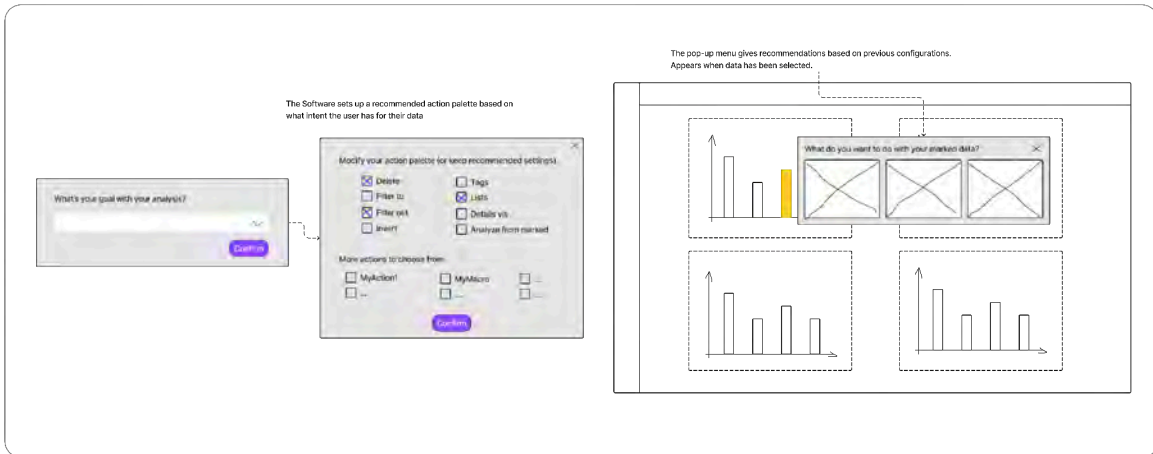 The pop-up menu gives recommendations based on previous configurations.
Appears when data has been selected.
The Software sets up a recommended action palette based on
what intent the user has for their data
What's your goal with your analysis?
Confirm
Modify your action palette (or keep recommended settings)
Delete
Filter to
Filter out
Invert
Tags
Lists
Details vis
Analyze from marked
More actions to choose from
MyAction1
MyMacro
...
...
...
...
Confirm
What do you want to do with your marked data?